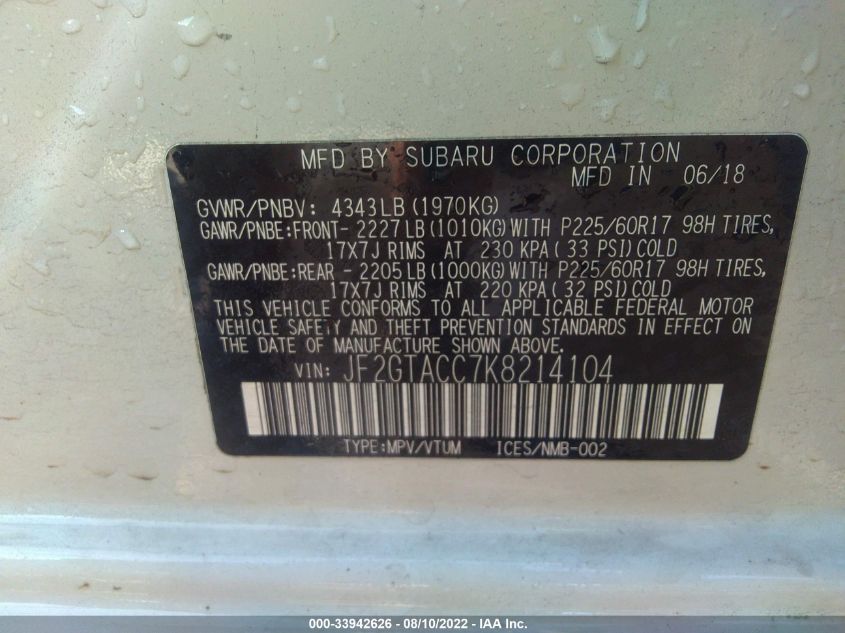 MFD BY SUBARU CORPORATION
MFD IN 06/18
GVWR/PNBV: 4343LB (1970KG)
GAWR/PNBE:FRONT- 2227LB (1010KG) WITH P225/60R17 98H TIRES,
17X7J RIMS AT 230 KPA (33 PSI) COLD
GAWR/PNBE:REAR - 2205LB (1000KG) WITH P225/60R17 98H TIRES,
17X7J RIMS AT 220 KPA (32 PSI) COLD
THIS VEHICLE CONFORMS TO ALL APPLICABLE FEDERAL MOTOR
VEHICLE SAFETY AND THEFT PREVENTION STANDARDS IN EFFECT ON
THE DATE OF MANUFACTURE SHOWN ABOVE.
VIN: JF2GTACC7K8214104
TYPE:MPV/VTUM ICES/NMB-002
000-33942626 - 08/10/2022 - IAA Inc.